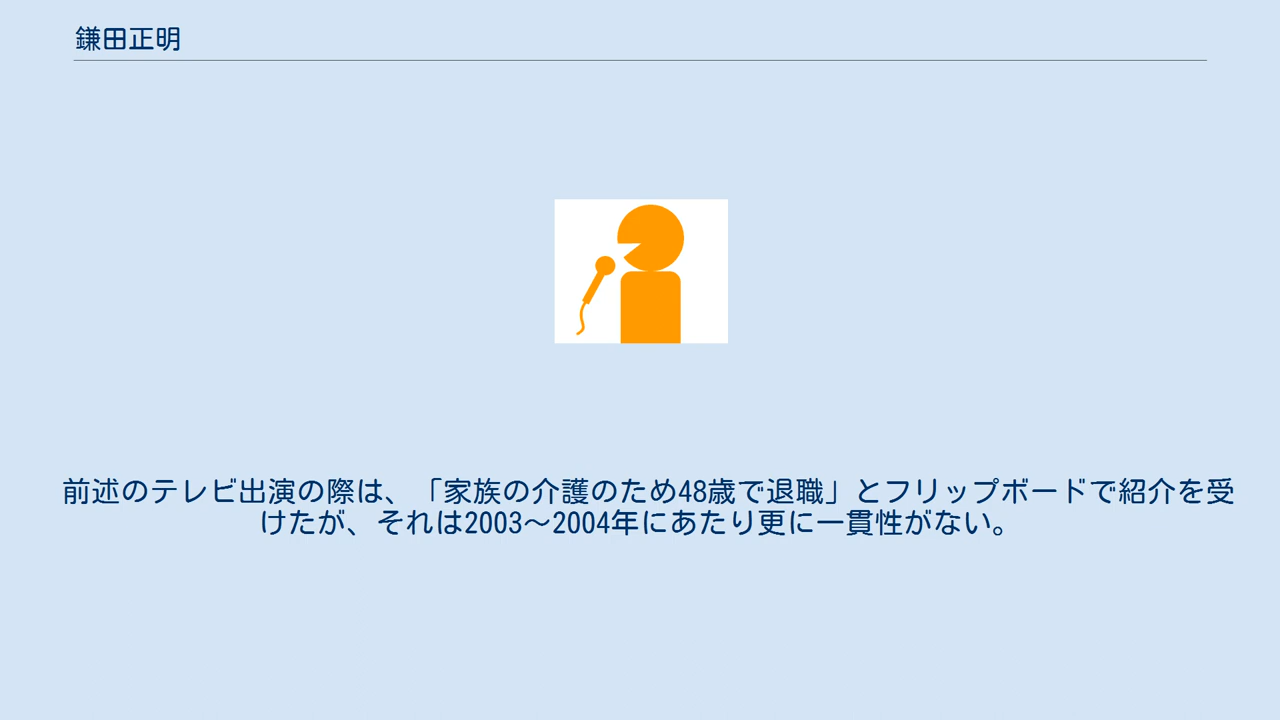 鎌田正明
前述のテレビ出演の際は、「家族の介護のため48歳で退職」とフリップボードで紹介を受
けたが、それは2003～2004年にあたり更に一貫性がない。